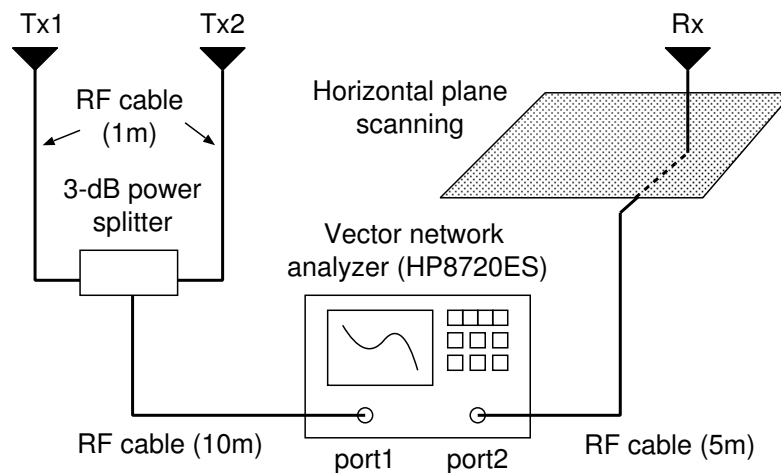 Tx1
Tx2
Rx
RF cable
(1m)
Horizontal plane
scanning
3-dB power
splitter
Vector network
analyzer (HP8720ES)
RF cable (10m)
port1
port2
RF cable (5m)